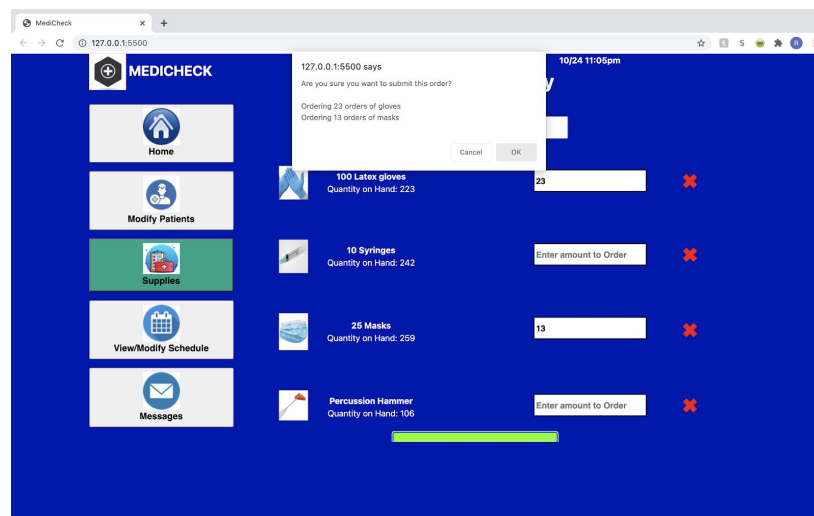 MediCheck
127.0.0.1:5500
S
R
MEDICHECK
10/24 11:05pm
y
127.0.0.1:5500 says
Are you sure you want to submit this order?
Ordering 23 orders of gloves
Ordering 13 orders of masks
Cancel
OK
Home
Modify Patients
Supplies
View/Modify Schedule
Messages
100 Latex gloves
Quantity on Hand: 223
23
10 Syringes
Quantity on Hand: 242
Enter amount to Order
25 Masks
Quantity on Hand: 259
13
Percussion Hammer
Quantity on Hand: 106
Enter amount to Order